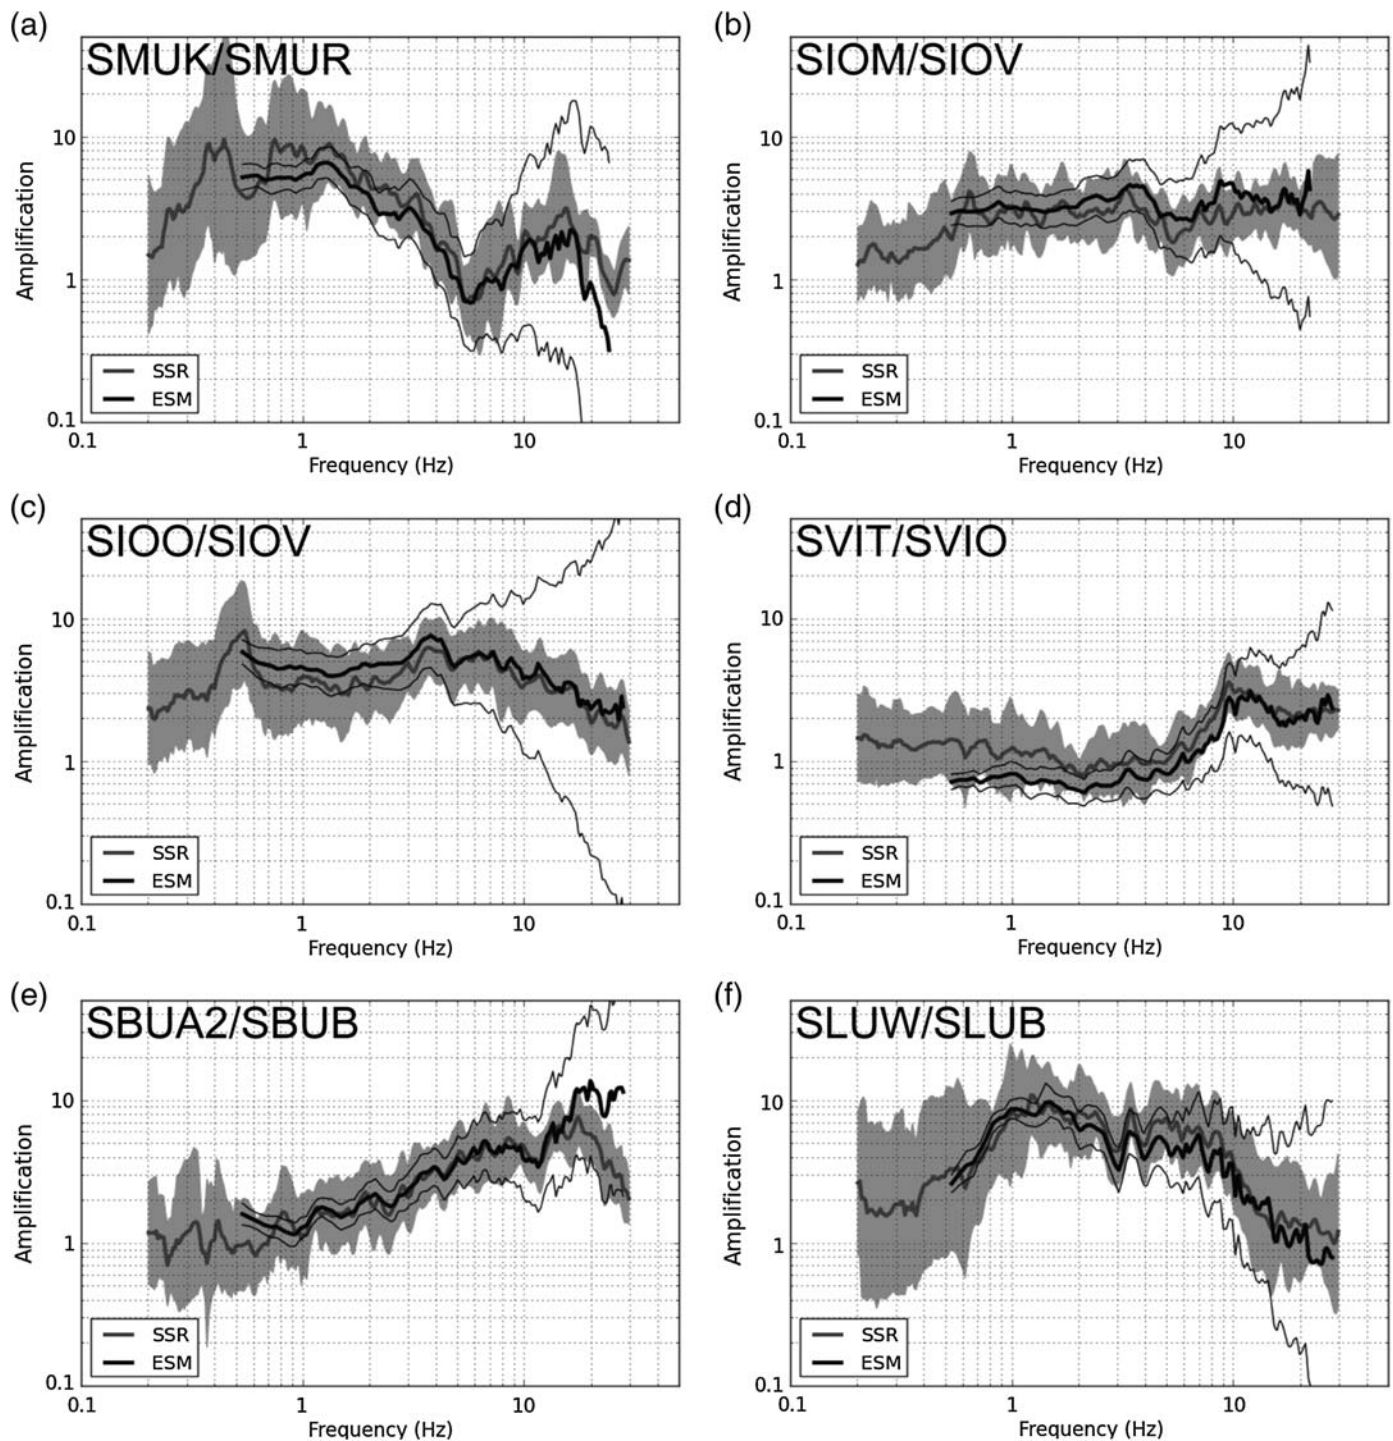 (a)
SMUK/SMUR
10
1
0.1
Amplification
SSR
ESM
0.1 1 10
Frequency (Hz)
(b)
SIOM/SIOV
10
1
0.1
Amplification
SSR
ESM
0.1 1 10
Frequency (Hz)
(c)
SIOO/SIOV
10
1
0.1
Amplification
SSR
ESM
0.1 1 10
Frequency (Hz)
(d)
SVIT/SVIO
10
1
0.1
Amplification
SSR
ESM
0.1 1 10
Frequency (Hz)
(e)
SBUA2/SBUB
10
1
0.1
Amplification
SSR
ESM
0.1 1 10
Frequency (Hz)
(f)
SLUW/SLUB
10
1
0.1
Amplification
SSR
ESM
0.1 1 10
Frequency (Hz)